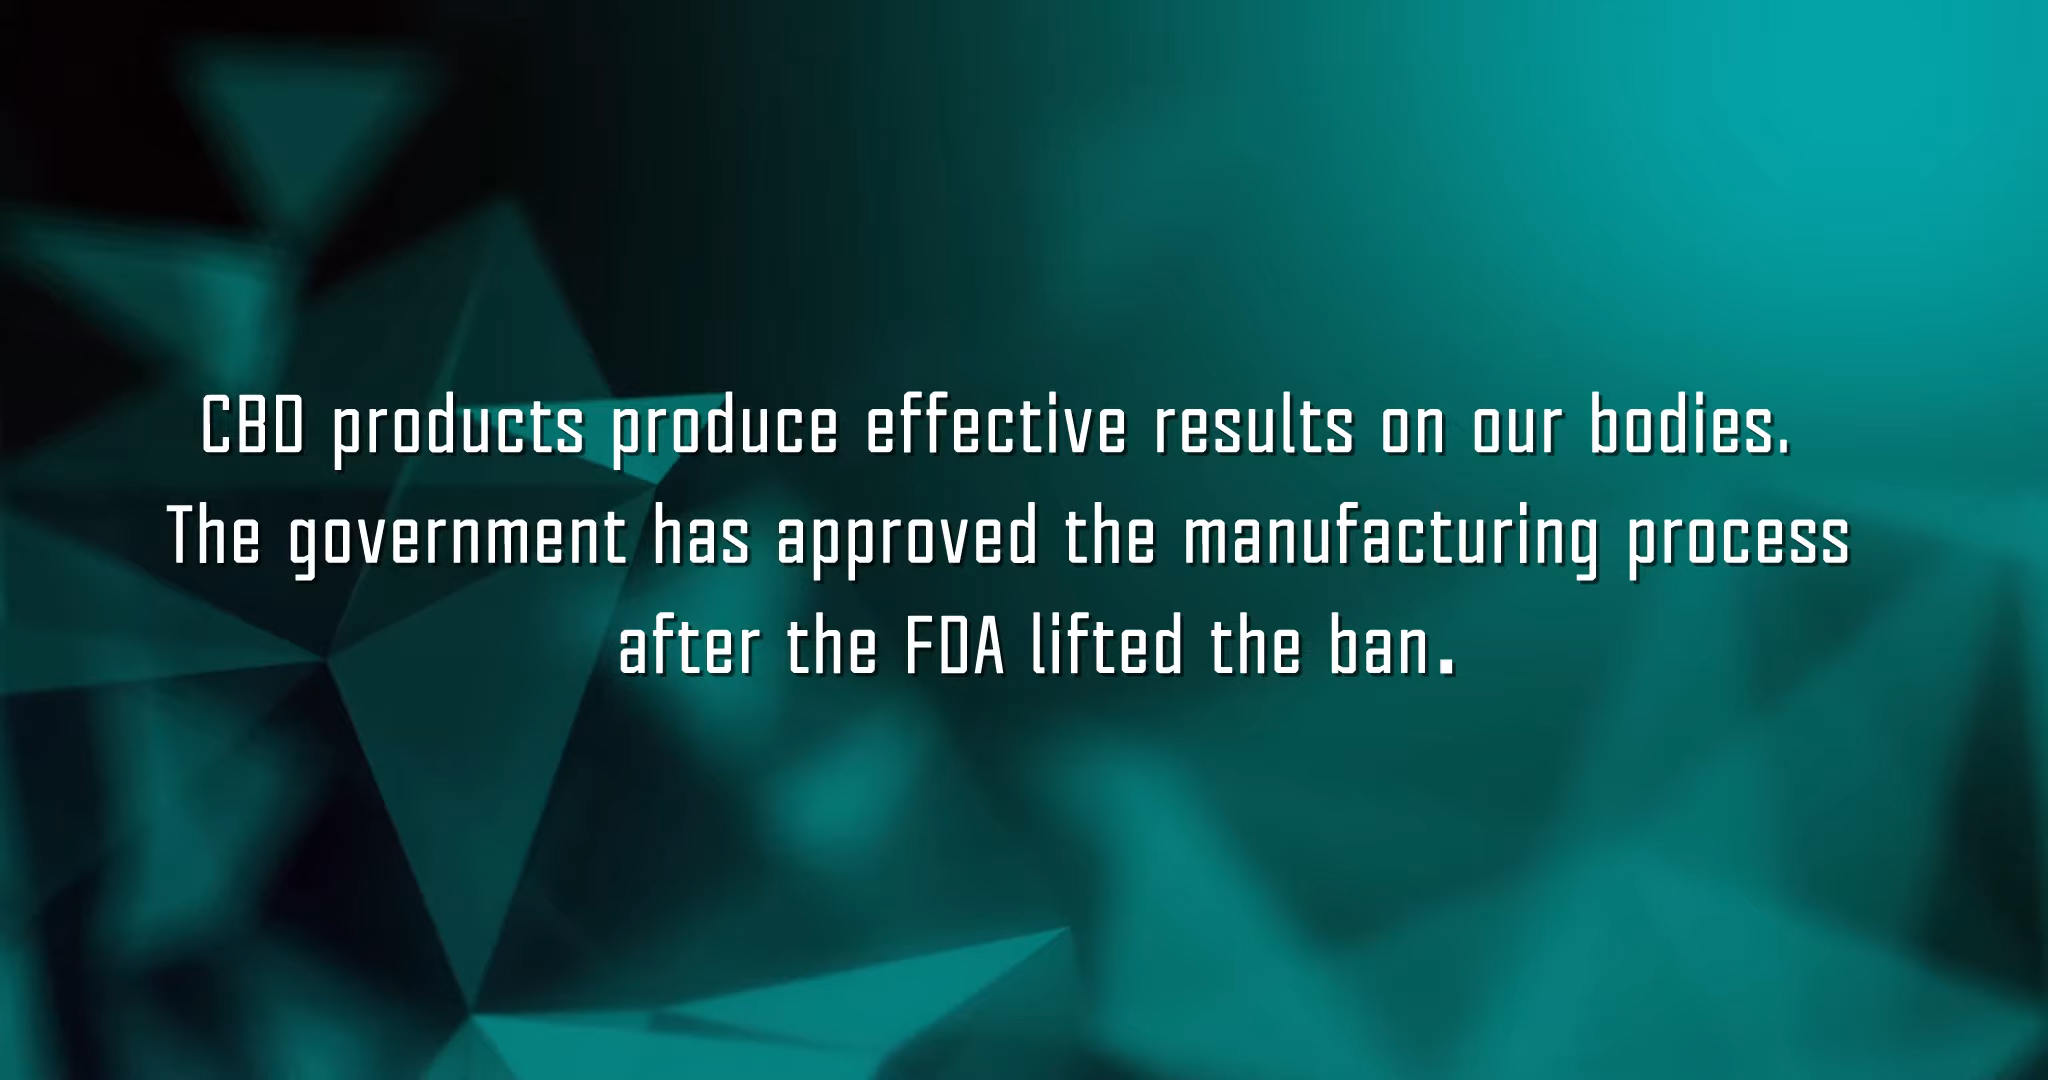 CBD products produce effective results on our bodies.
The government has approved the manufacturing process
after the FDA lifted the ban.